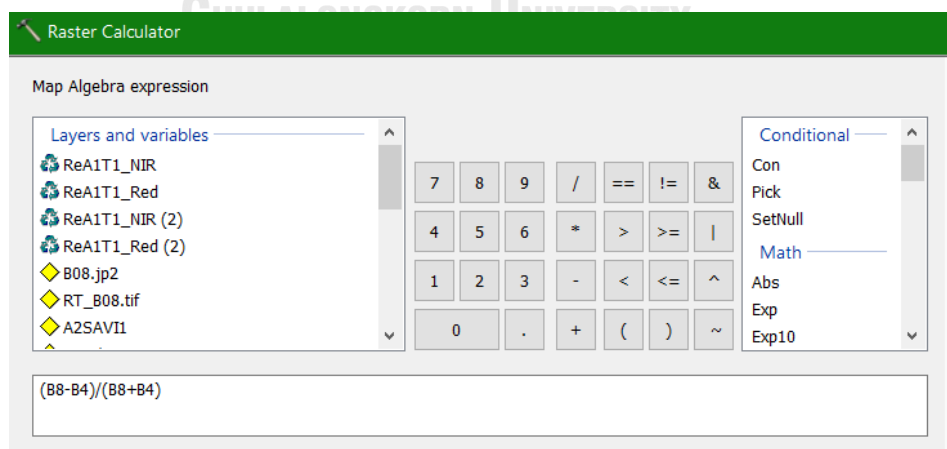 CHULALONGKORN UNIVERSITY
Raster Calculator
Map Algebra expression
Layers and variables
ReA1T1_NIR
ReA1T1_Red
ReA1T1_NIR (2)
ReA1T1_Red (2)
B08.jp2
RT_B08.tif
A2SAVI1
7 8 9 / == != &
4 5 6 * > >= |
1 2 3 - < <= ^
0 . + ( ) ~
Conditional
Con
Pick
SetNull
Math
Abs
Exp
Exp10
(B8-B4)/(B8+B4)